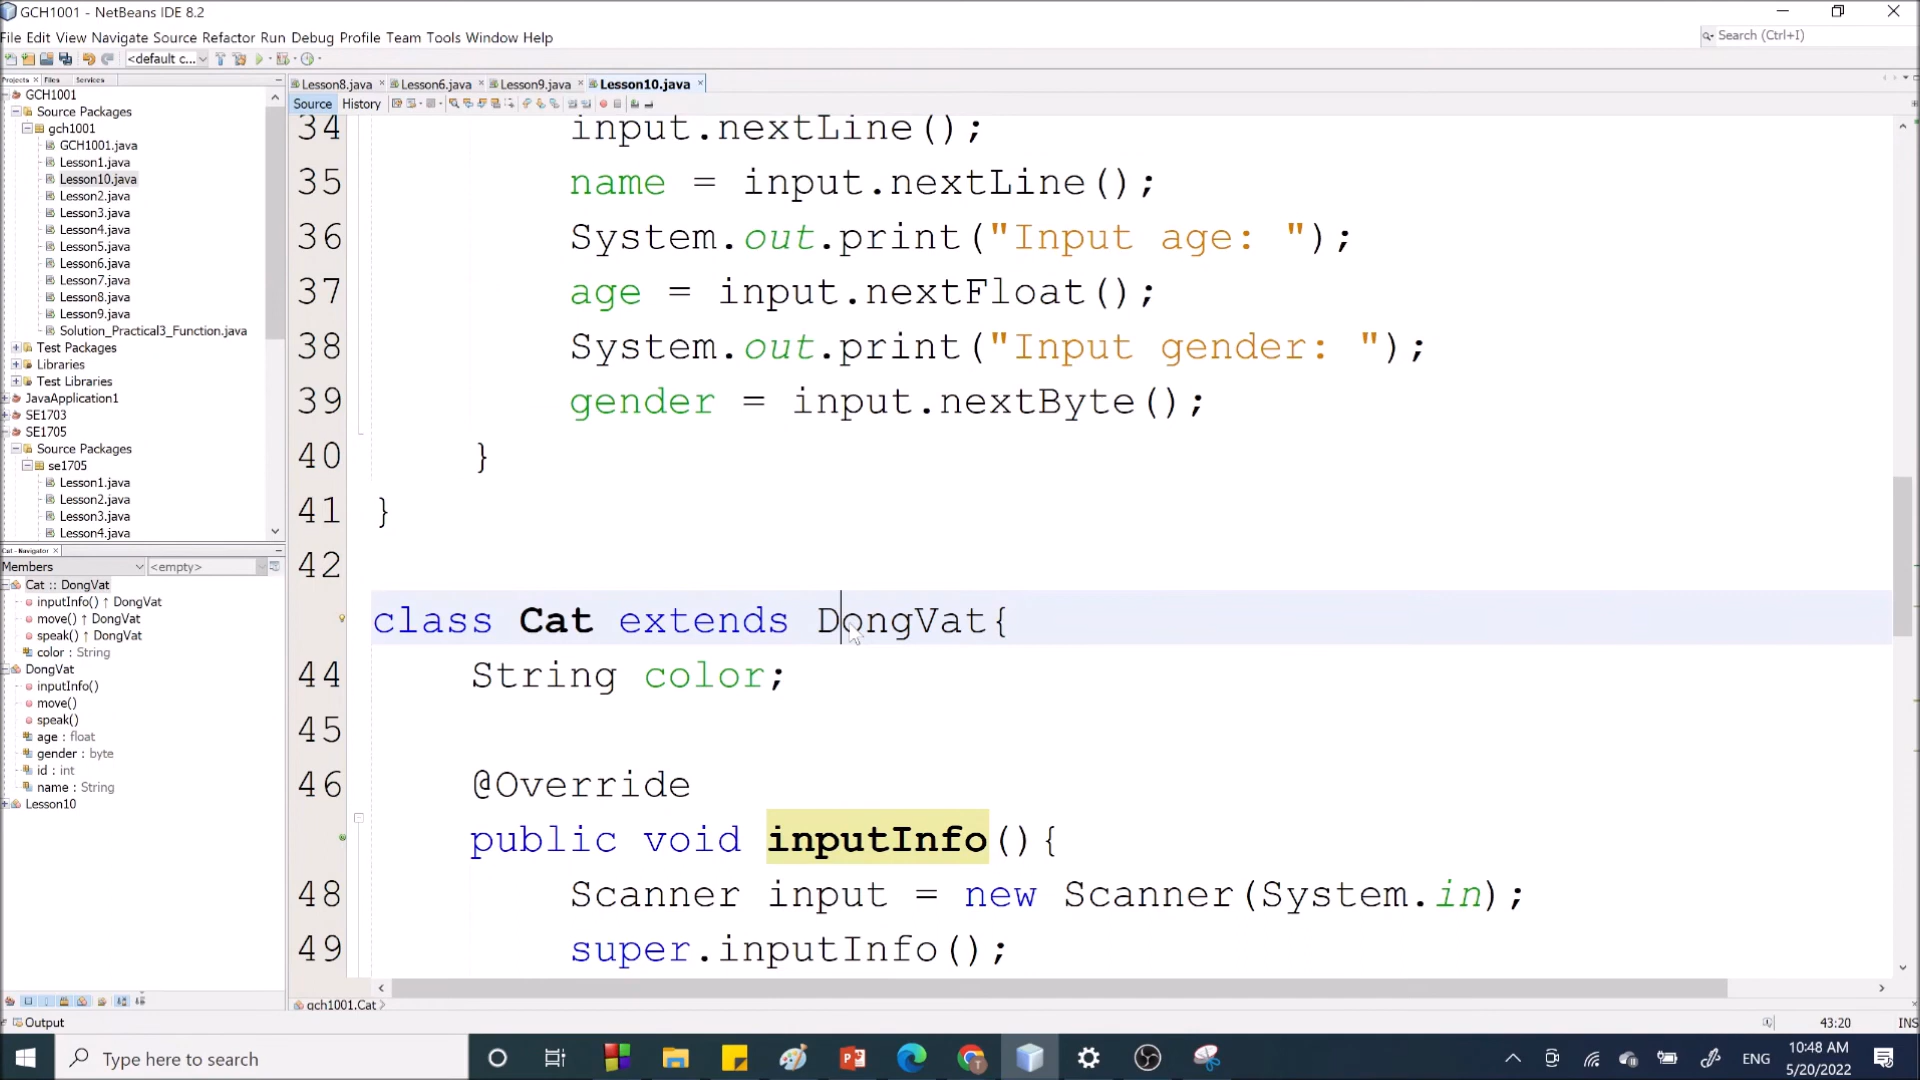 GCH1001 - NetBeans IDE 8.2
File Edit View Navigate Source Refactor Run Debug Profile Team Tools Window Help
Search (Ctrl+I)
<default c...
Projects Files Services
Lesson8.java Lesson6.java Lesson9.java Lesson10.java
Source History
GCH1001
Source Packages
gch1001
GCH1001.java
Lesson1.java
Lesson10.java
Lesson2.java
Lesson3.java
Lesson4.java
Lesson5.java
Lesson6.java
Lesson7.java
Lesson8.java
Lesson9.java
Solution_Practical3_Function.java
Test Packages
Libraries
Test Libraries
JavaApplication1
SE1703
SE1705
Source Packages
se1705
Lesson1.java
Lesson2.java
Lesson3.java
Lesson4.java
Cat - Navigator
Members <empty>
Cat :: DongVat
inputInfo() ↑ DongVat
move() ↑ DongVat
speak() ↑ DongVat
color : String
DongVat
inputInfo()
move()
speak()
age : float
gender : byte
id : int
name : String
Lesson10
34 input.nextLine();
35 name = input.nextLine();
36 System.out.print("Input age: ");
37 age = input.nextFloat();
38 System.out.print("Input gender: ");
39 gender = input.nextByte();
40 }
41 }
42
class Cat extends DongVat{
44 String color;
45
46 @Override
public void inputInfo(){
48 Scanner input = new Scanner(System.in);
49 super.inputInfo();
gch1001.Cat
Output
43:20 INS
Type here to search
ENG
10:48 AM
5/20/2022